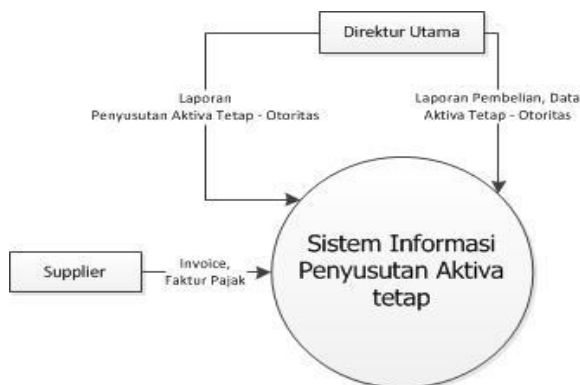 Direktur Utama
Laporan
Penyusutan Aktiva Tetap - Otoritas
Laporan Pembelian, Data
Aktiva Tetap - Otoritas
Sistem Informasi
Penyusutan Aktiva
tetap
Supplier
Invoice,
Faktur Pajak